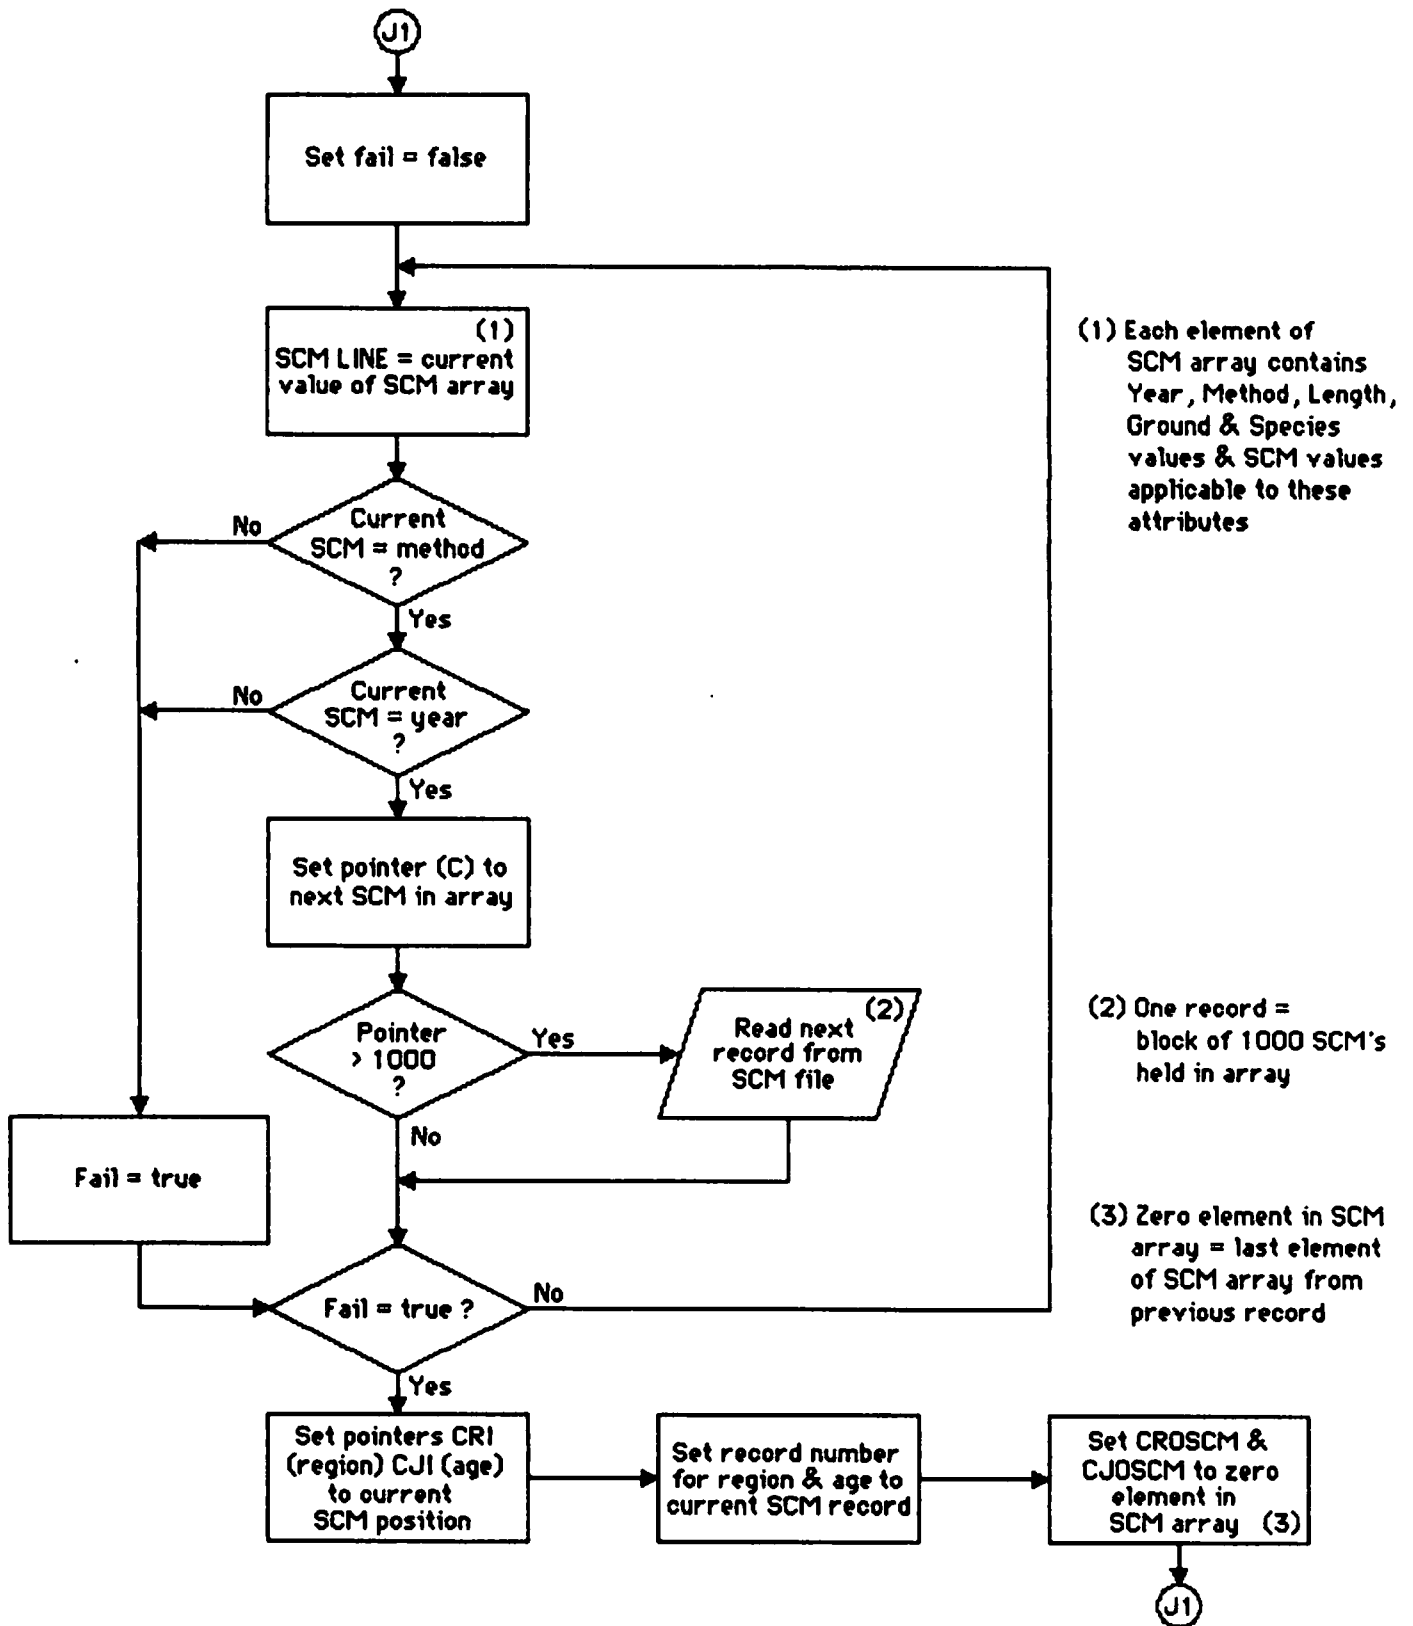 J1
Set fail = false
(1)
SCM LINE = current
value of SCM array
(1) Each element of
SCM array contains
Year, Method, Length,
Ground & Species
values & SCM values
applicable to these
attributes
No
Current
SCM = method
?
Yes
No
Current
SCM = year
?
Yes
Set pointer (C) to
next SCM in array
Pointer
> 1000
?
Yes
(2)
Read next
record from
SCM file
(2) One record =
block of 1000 SCM's
held in array
No
Fail = true
(3) Zero element in SCM
array = last element
of SCM array from
previous record
Fail = true ?
No
Yes
Set pointers CRI
(region) CJI (age)
to current
SCM position
Set record number
for region & age to
current SCM record
Set CROSCM &
CJOSCM to zero
element in
SCM array (3)
J1